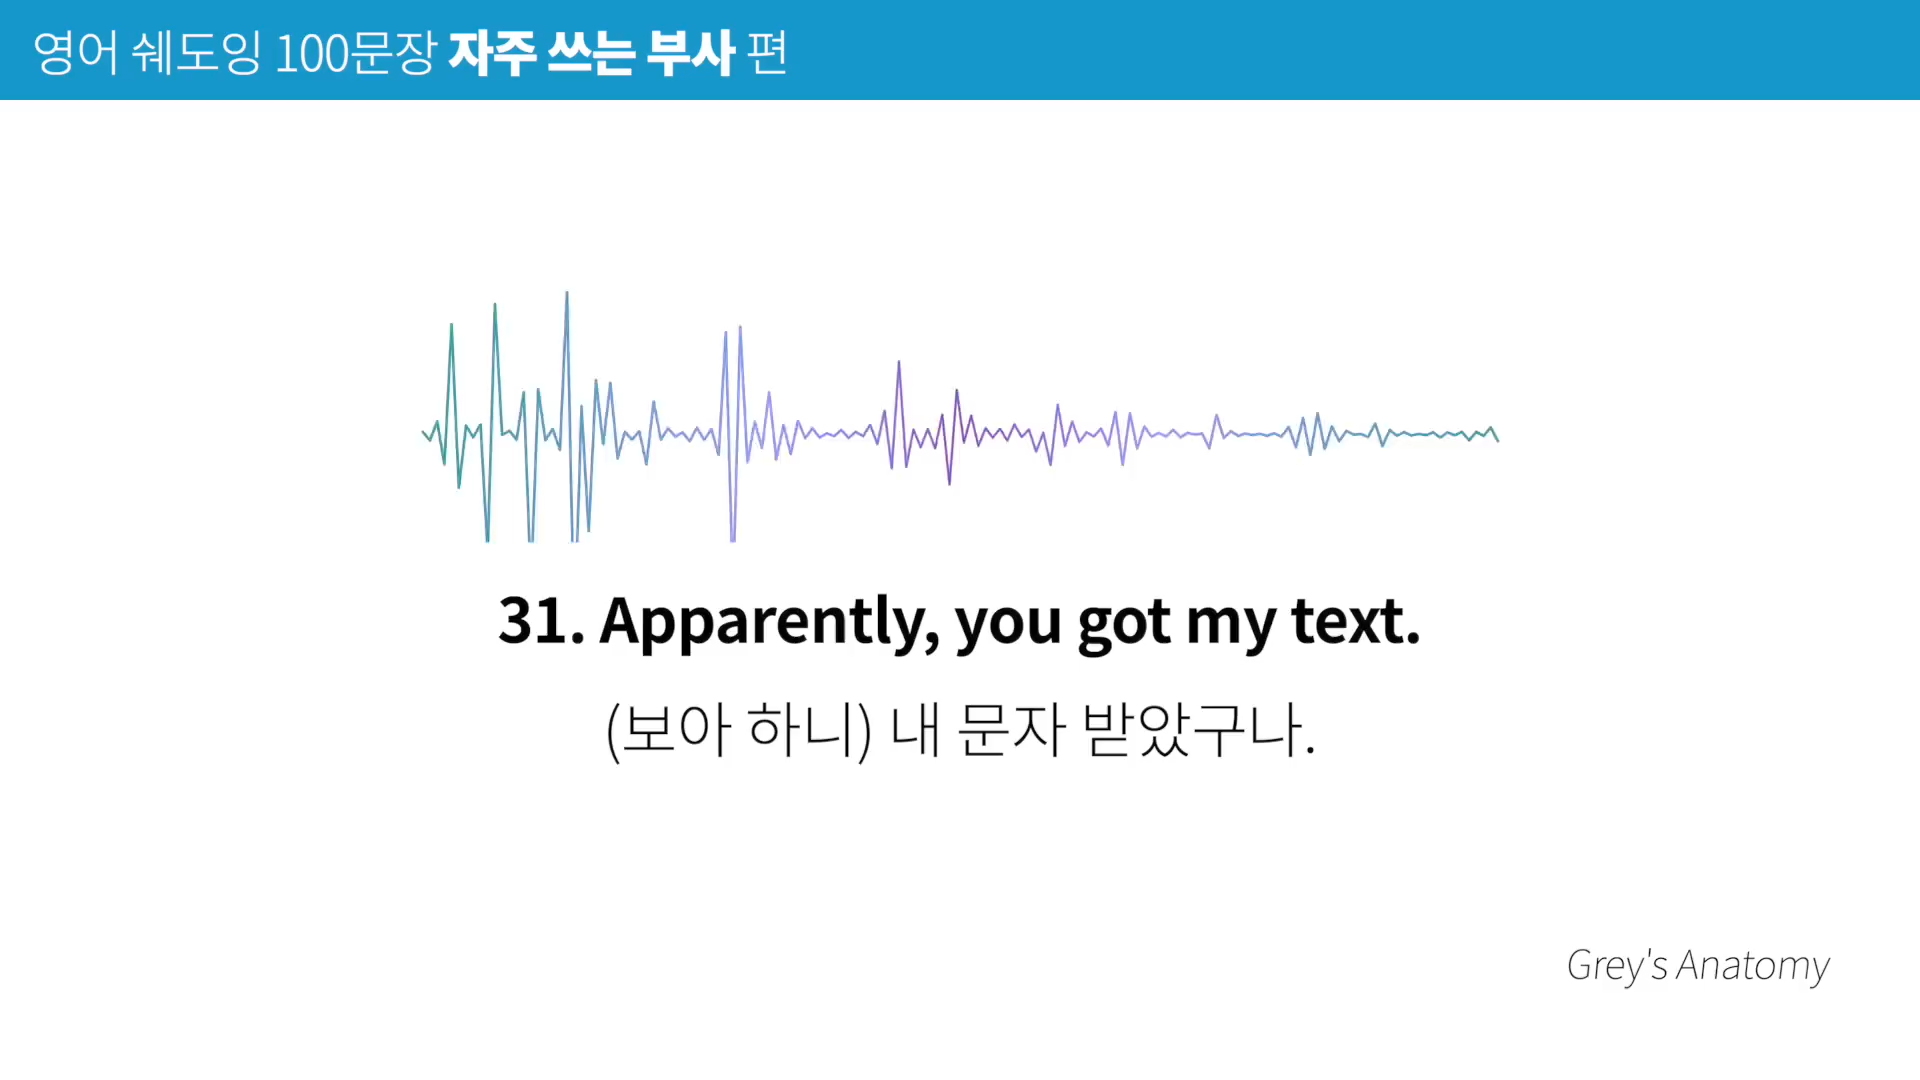 영어 쉐도잉 100문장 자주 쓰는 부사 편
31. Apparently, you got my text.
(보아 하니) 내 문자 받았구나.
Grey's Anatomy